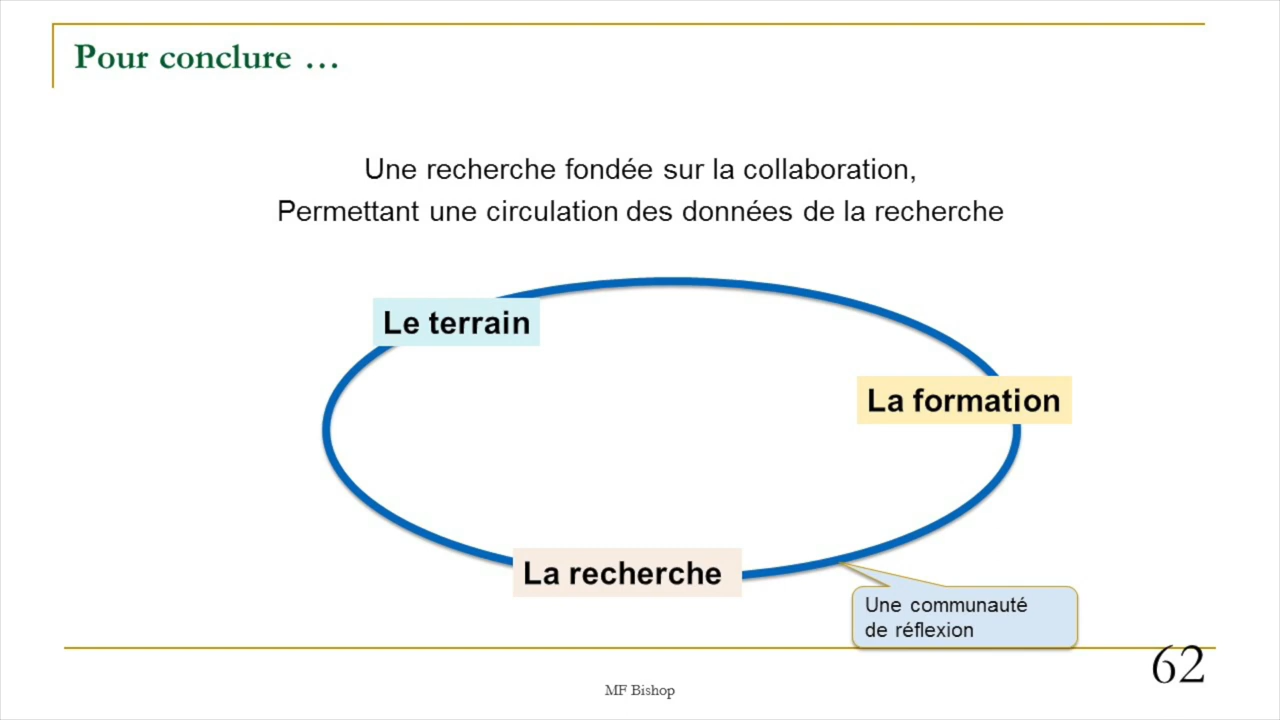 Pour conclure …
Une recherche fondée sur la collaboration,
Permettant une circulation des données de la recherche
Le terrain
La formation
La recherche
Une communauté
de réflexion
62
MF Bishop